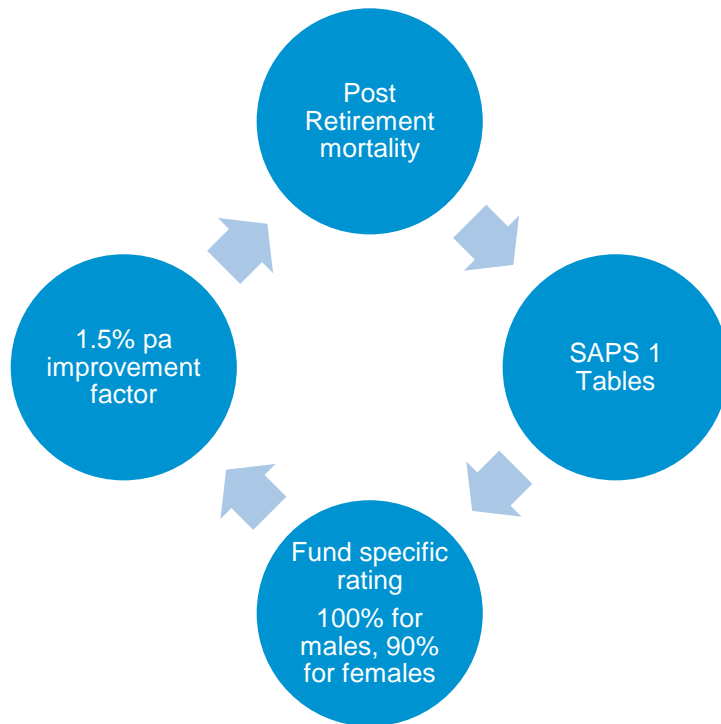 Post
Retirement
mortality
SAPS 1
Tables
Fund specific
rating
100% for
males, 90%
for females
1.5% pa
improvement
factor